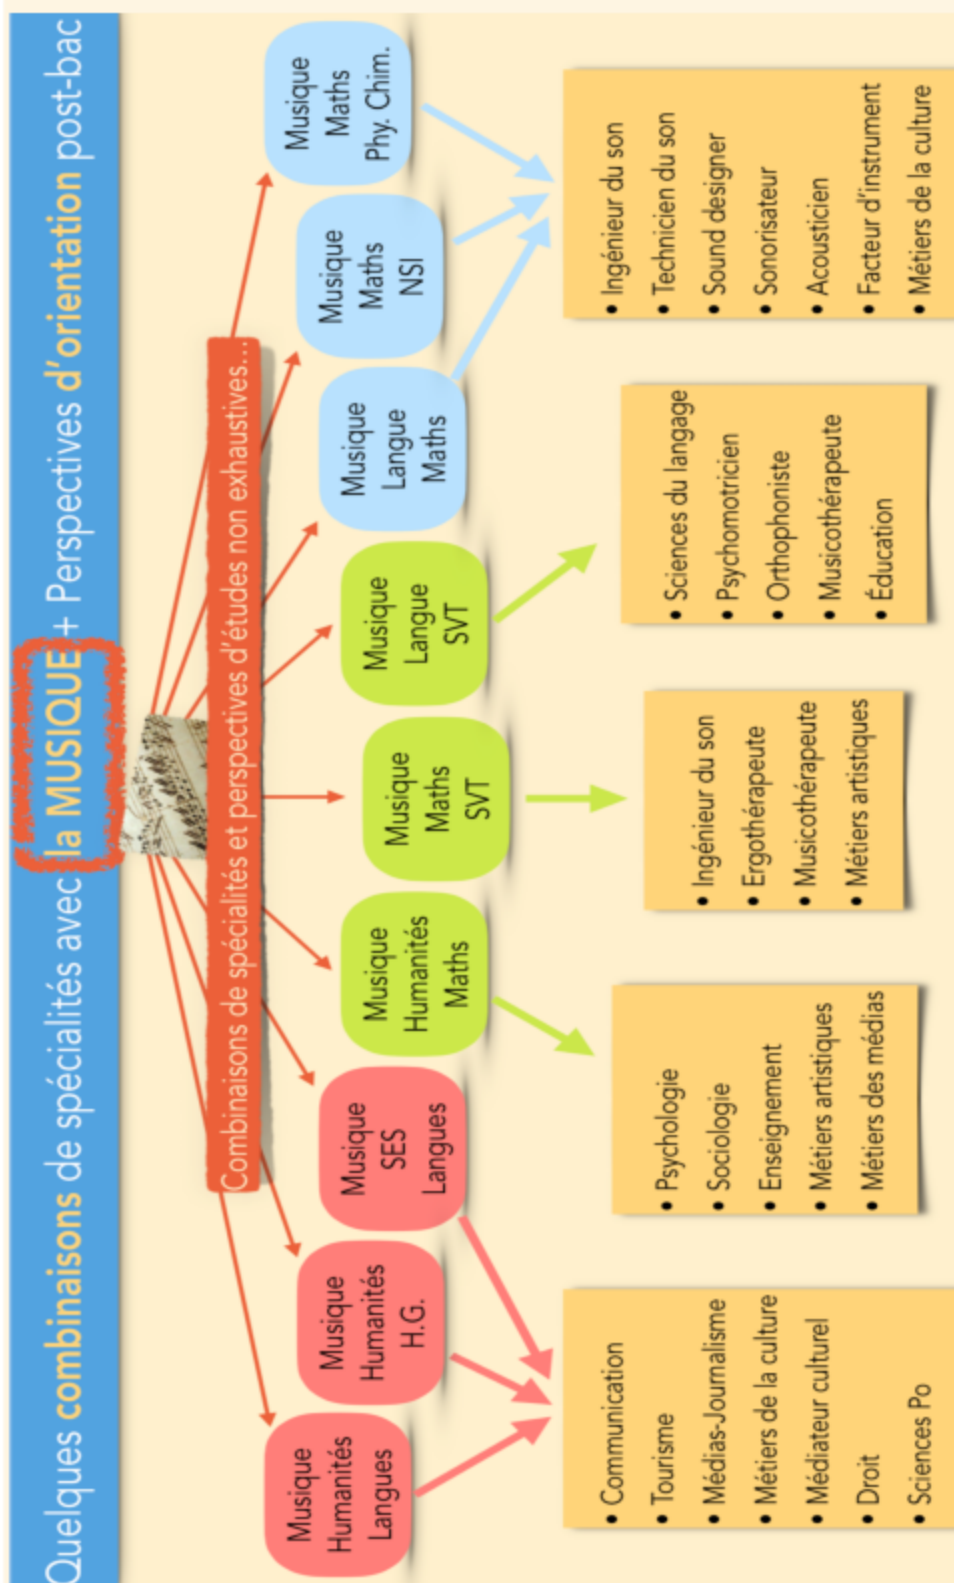 Quelques combinaisons de spécialités avec la MUSIQUE + Perspectives d'orientation post-bac
Combinaisons de spécialités et perspectives d'études non exhaustives...
Musique
Humanités
Langues
Musique
Humanités
H.G.
Musique
SES
Langues
Musique
Humanités
Maths
Musique
Maths
SVT
Musique
Langue
SVT
Musique
Langue
Maths
Musique
Maths
NSI
Musique
Maths
Phy. Chim.
• Communication
• Tourisme
• Médias-Journalisme
• Métiers de la culture
• Médiateur culturel
• Droit
• Sciences Po
• Psychologie
• Sociologie
• Enseignement
• Métiers artistiques
• Métiers des médias
• Ingénieur du son
• Ergothérapeute
• Musicothérapeute
• Métiers artistiques
• Sciences du langage
• Psychomotricien
• Orthophoniste
• Musicothérapeute
• Éducation
• Ingénieur du son
• Technicien du son
• Sound designer
• Sonorisateur
• Acousticien
• Facteur d'instrument
• Métiers de la culture